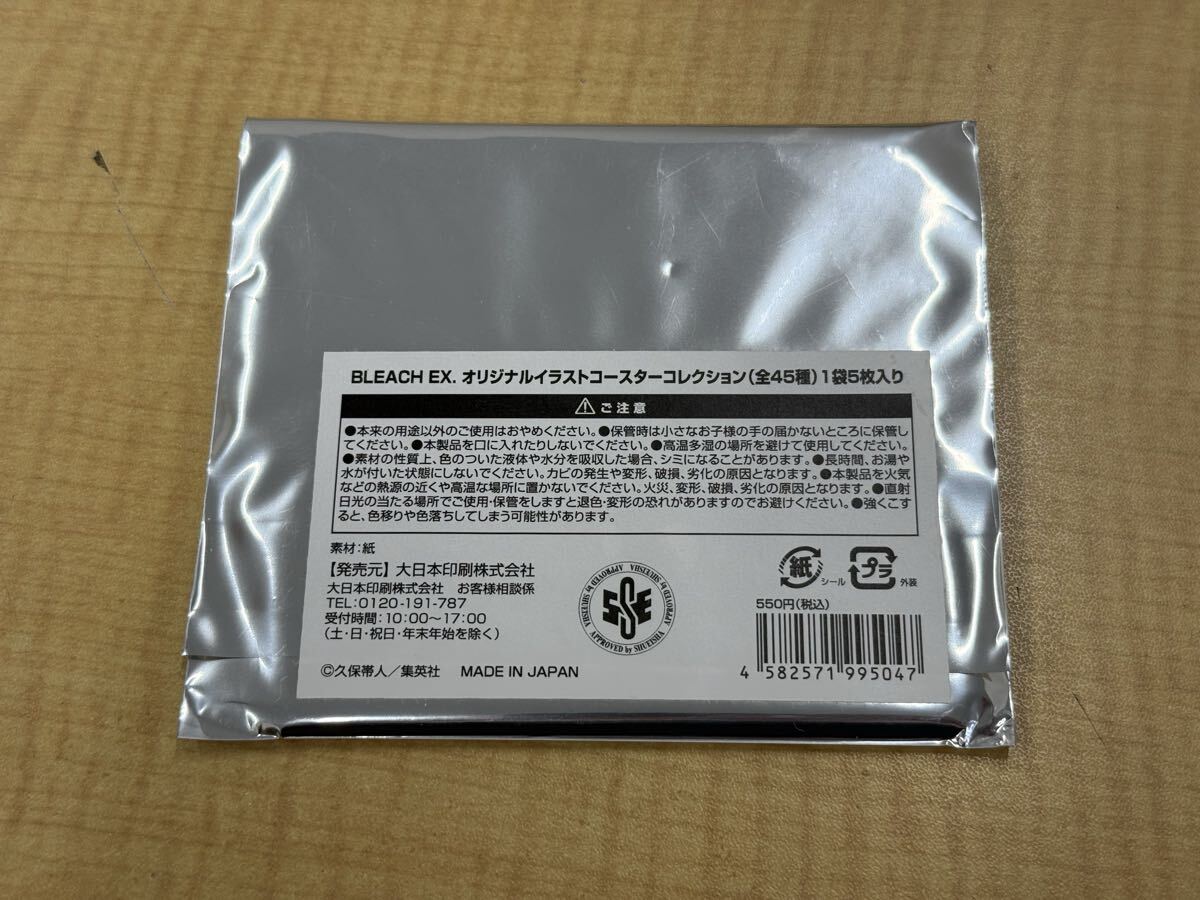 BLEACH EX. オリジナルイラストコースターコレクション(全45種)1袋5枚入り
⚠ ご注意
●本来の用途以外のご使用はおやめください。●保管時は小さなお子様の手の届かないところに保管し
てください。●本製品を口に入れたりしないでください。●高温多湿の場所を避けて使用してください。
●素材の性質上、色のついた液体や水分を吸収した場合、シミになることがあります。●長時間、お湯や
水が付いた状態にしないでください。カビの発生や変形、破損、劣化の原因となります。●本製品を火気
などの熱源の近くや高温な場所に置かないでください。火災、変形、破損、劣化の原因となります。●直射
日光の当たる場所でご使用・保管をしますと退色・変形の恐れがありますのでお避けください。●強くこす
ると、色移りや色落ちしてしまう可能性があります。
素材:紙
【発売元】大日本印刷株式会社
大日本印刷株式会社 お客様相談係
TEL:0120-191-787
受付時間:10:00〜17:00
(土・日・祝日・年末年始を除く)
©久保帯人/集英社 MADE IN JAPAN
APPROVED by SHUEISHA APPROVED by SHUEISHA APPROVED by SHUEISHA
SSE
紙 シール
プラ 外装
550円(税込)
4 582571 995047